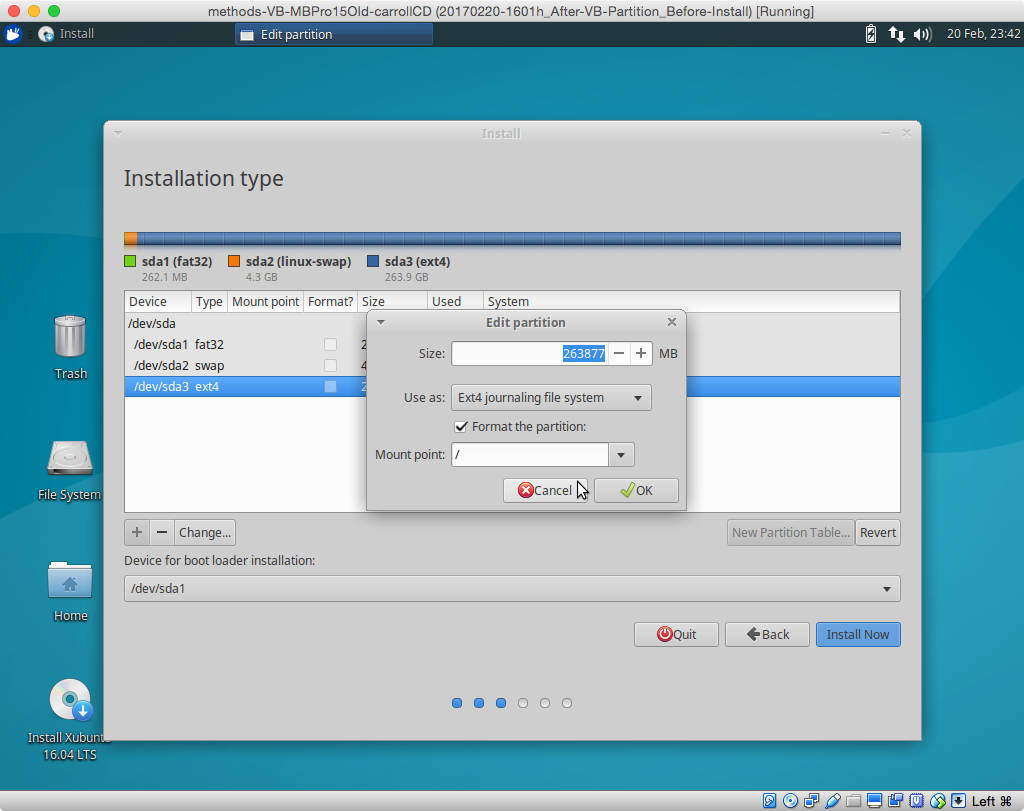 methods-VB-MBPro15Old-carrollCD (20170220-1601h_After-VB-Partition_Before-Install) [Running]
Install
Edit partition
20 Feb, 23:42
Install
Installation type
sda1 (fat32)
262.1 MB
sda2 (linux-swap)
4.3 GB
sda3 (ext4)
263.9 GB
Device Type Mount point Format? Size Used System
/dev/sda
/dev/sda1 fat32
/dev/sda2 swap
/dev/sda3 ext4
Edit partition
Size: 263877 MB
Use as: Ext4 journaling file system
Format the partition:
Mount point: /
Cancel OK
+ − Change... New Partition Table... Revert
Device for boot loader installation:
/dev/sda1
Quit Back Install Now
Trash
File System
Home
Install Xubuntu
16.04 LTS
Left ⌘